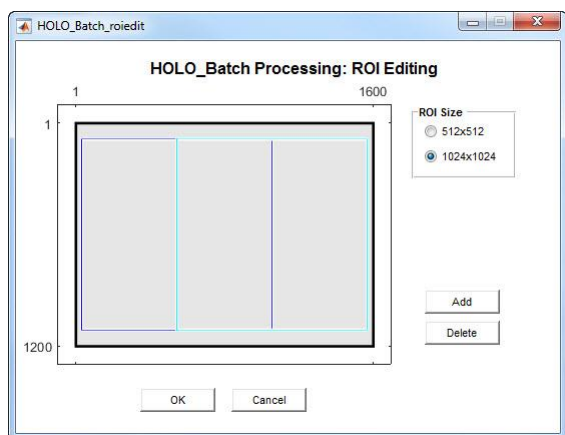 HOLO_Batch_roiedit
HOLO_Batch Processing: ROI Editing
1
1600
1
1200
ROI Size
512x512
1024x1024
Add
Delete
OK
Cancel